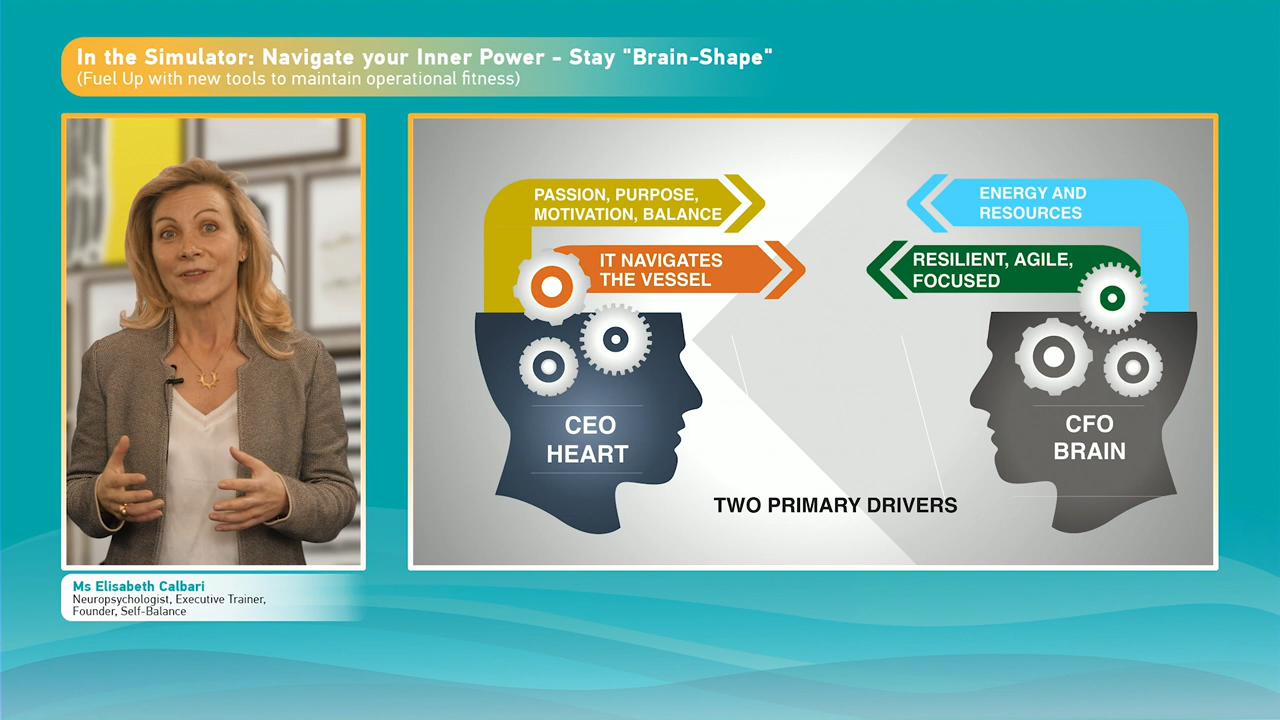 In the Simulator: Navigate your Inner Power - Stay "Brain-Shape"
(Fuel Up with new tools to maintain operational fitness)
PASSION, PURPOSE,
MOTIVATION, BALANCE
IT NAVIGATES
THE VESSEL
ENERGY AND
RESOURCES
RESILIENT, AGILE,
FOCUSED
CEO
HEART
CFO
BRAIN
TWO PRIMARY DRIVERS
Ms Elisabeth Calbari
Neuropsychologist, Executive Trainer,
Founder, Self-Balance